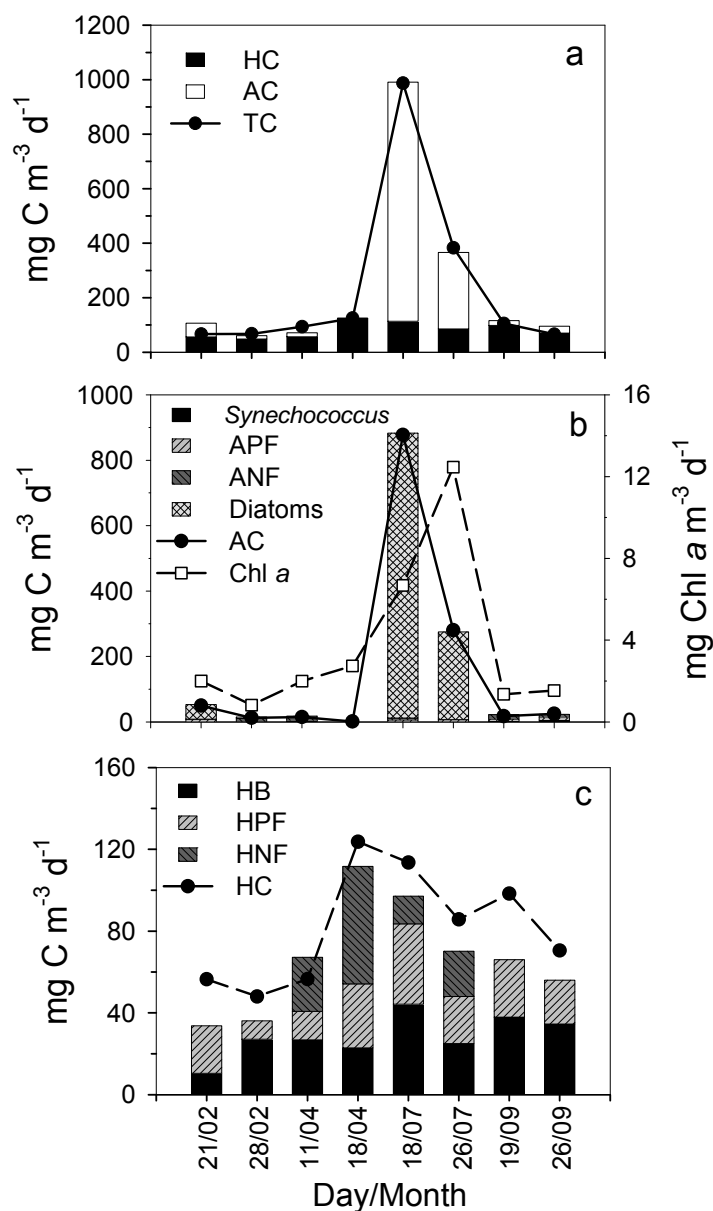 a
1200
1000
800
600
400
200
0
mg C m-3 d-1
HC
AC
TC
b
1000
800
600
400
200
0
mg C m-3 d-1
Synechococcus
APF
ANF
Diatoms
AC
Chl a
16
12
8
4
0
mg Chl a m-3 d-1
c
160
120
80
40
0
mg C m-3 d-1
HB
HPF
HNF
HC
21/02
28/02
11/04
18/04
18/07
26/07
19/09
26/09
Day/Month